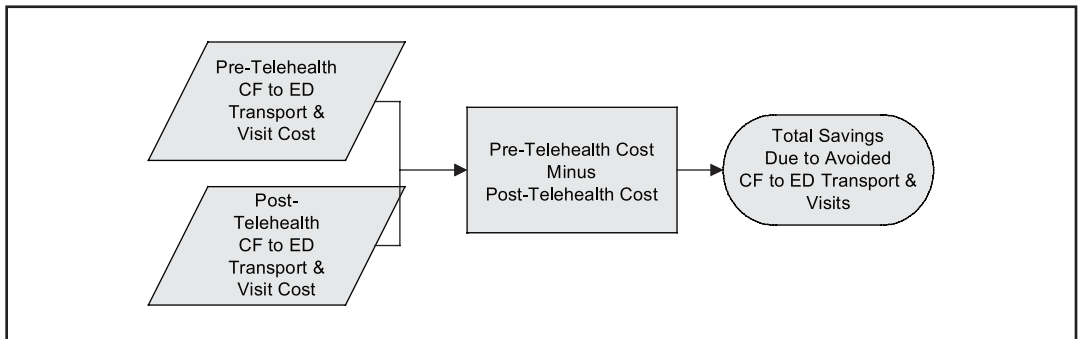 Pre-Telehealth
CF to ED
Transport &
Visit Cost
Post-
Telehealth
CF to ED
Transport &
Visit Cost
Pre-Telehealth Cost
Minus
Post-Telehealth Cost
Total Savings
Due to Avoided
CF to ED Transport &
Visits